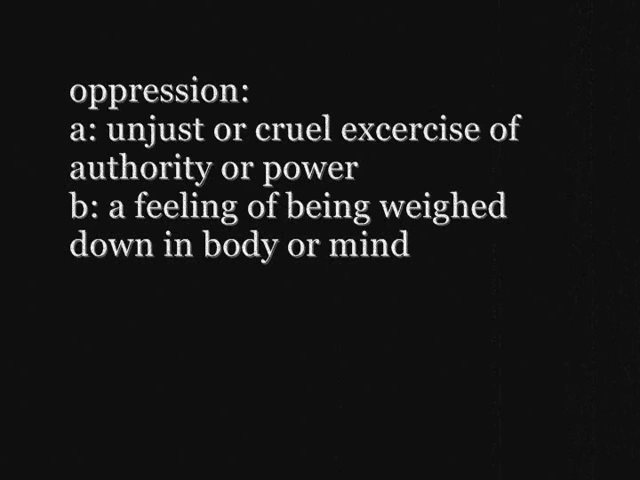 oppression:
a: unjust or cruel excercise of
authority or power
b: a feeling of being weighed
down in body or mind